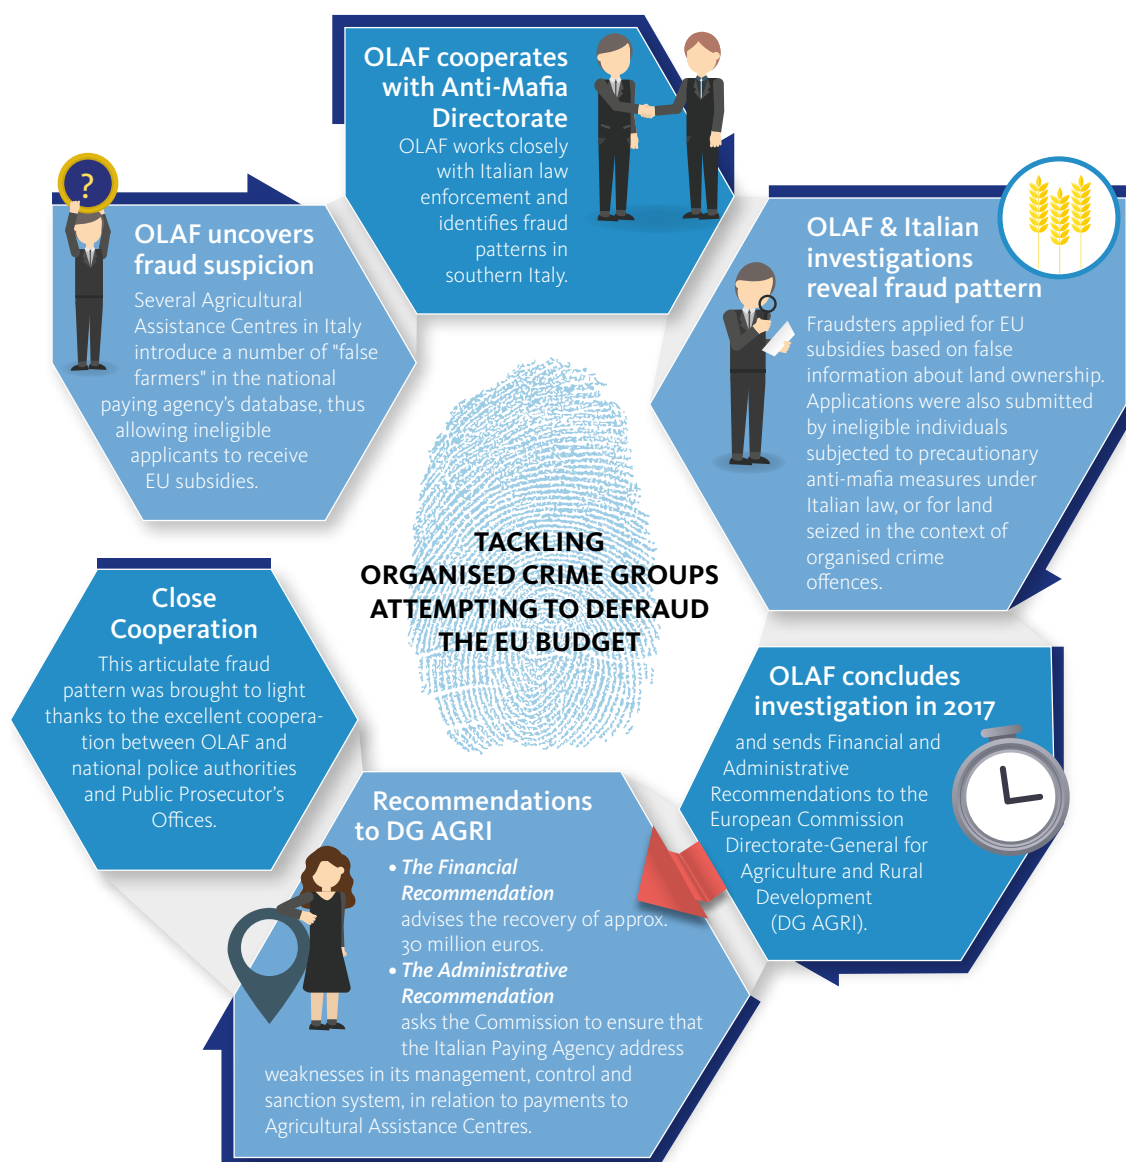 OLAF cooperates
with Anti-Mafia
Directorate
OLAF works closely
with Italian law
enforcement and
identifies fraud
patterns in
southern Italy.
?
OLAF uncovers
fraud suspicion
Several Agricultural
Assistance Centres in Italy
introduce a number of "false
farmers" in the national
paying agency's database, thus
allowing ineligible
applicants to receive
EU subsidies.
OLAF & Italian
investigations
reveal fraud pattern
Fraudsters applied for EU
subsidies based on false
information about land ownership.
Applications were also submitted
by ineligible individuals
subjected to precautionary
anti-mafia measures under
Italian law, or for land
seized in the context of
organised crime
offences.
TACKLING
ORGANISED CRIME GROUPS
ATTEMPTING TO DEFRAUD
THE EU BUDGET
OLAF concludes
investigation in 2017
and sends Financial and
Administrative
Recommendations to the
European Commission
Directorate-General for
Agriculture and Rural
Development
(DG AGRI).
Recommendations
to DG AGRI
• The Financial
Recommendation
advises the recovery of approx.
30 million euros.
• The Administrative
Recommendation
asks the Commission to ensure that
the Italian Paying Agency address
weaknesses in its management, control and
sanction system, in relation to payments to
Agricultural Assistance Centres.
Close
Cooperation
This articulate fraud
pattern was brought to light
thanks to the excellent coopera-
tion between OLAF and
national police authorities
and Public Prosecutor's
Offices.